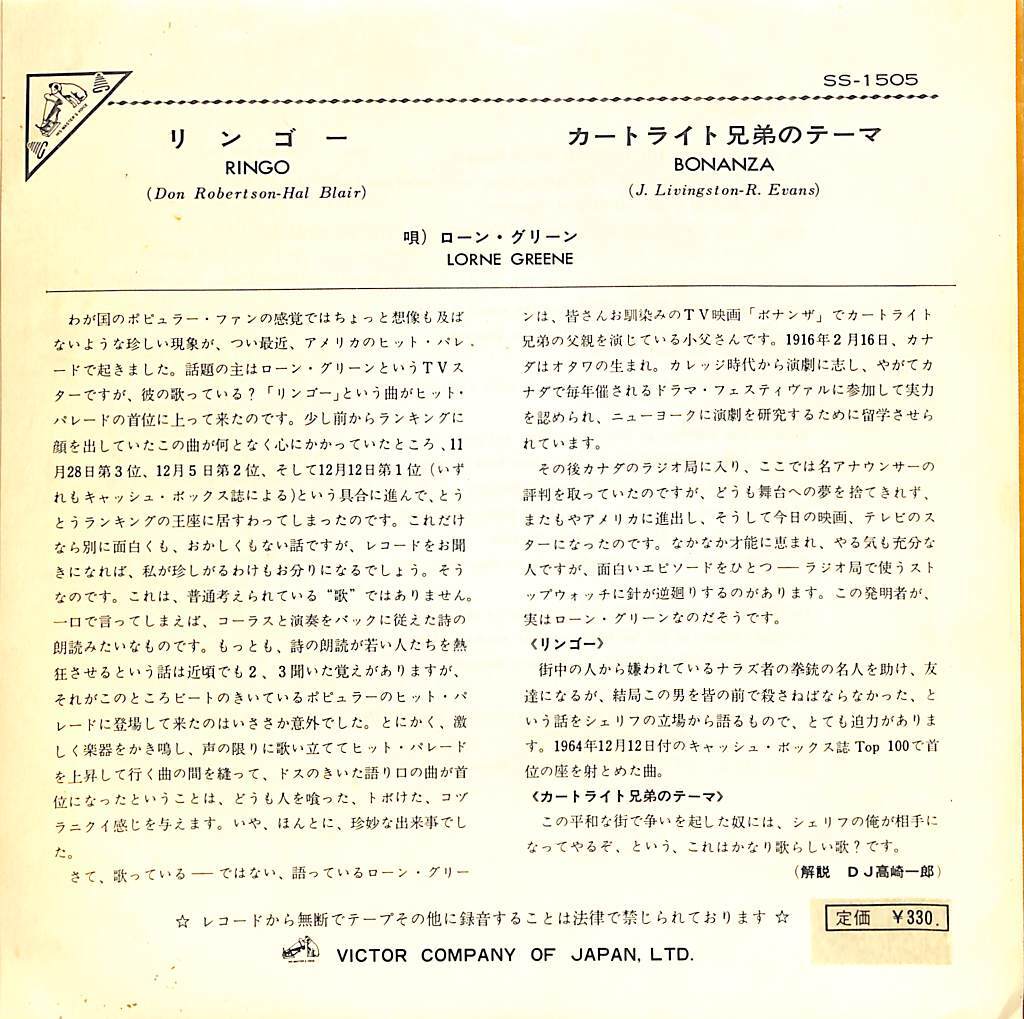 SS-1505
リンゴー
RINGO
(Don Robertson-Hal Blair)
カートライト兄弟のテーマ
BONANZA
(J. Livingston-R. Evans)
唄）ローン・グリーン
LORNE GREENE
わが国のポピュラー・ファンの感覚ではちょっと想像も及ば
ないような珍しい現象が、つい最近、アメリカのヒット・パレ
ードで起きました。話題の主はローン・グリーンというTVス
ターですが、彼の歌っている？「リンゴー」という曲がヒット・
パレードの首位に上って来たのです。少し前からランキングに
顔を出していたこの曲が何となく心にかかっていたところ、11
月28日第3位、12月5日第2位、そして12月12日第1位（いず
れもキャッシュ・ボックス誌による）という具合に進んで、とう
とうランキングの王座に居すわってしまったのです。これだけ
なら別に面白くも、おかしくもない話ですが、レコードをお聞
きになれば、私が珍しがるわけもお分りになるでしょう。そう
なのです。これは、普通考えられている“歌”ではありません。
一口で言ってしまえば、コーラスと演奏をバックに従えた詩の
朗読みたいなものです。もっとも、詩の朗読が若い人たちを熱
狂させるという話は近頃でも2、3聞いた覚えがありますが、
それがこのところビートのきいているポピュラーのヒット・パ
レードに登場して来たのはいささか意外でした。とにかく、激
しく楽器をかき鳴し、声の限りに歌い立ててヒット・パレード
を上昇して行く曲の間を縫って、ドスのきいた語り口の曲が首
位になったということは、どうも人を喰った、トボけた、コヅ
ラニクイ感じを与えます。いや、ほんとに、珍妙な出来事でし
た。
さて、歌っている――ではない、語っているローン・グリー
ンは、皆さんお馴染みのTV映画「ボナンザ」でカートライト
兄弟の父親を演じている小父さんです。1916年2月16日、カナ
ダはオタワの生まれ。カレッジ時代から演劇に志し、やがてカ
ナダで毎年催されるドラマ・フェスティヴァルに参加して実力
を認められ、ニューヨークに演劇を研究するために留学させら
れています。
その後カナダのラジオ局に入り、ここでは名アナウンサーの
評判を取っていたのですが、どうも舞台への夢を捨てきれず、
またもやアメリカに進出し、そうして今日の映画、テレビのス
ターになったのです。なかなか才能に恵まれ、やる気も充分な
人ですが、面白いエピソードをひとつ――ラジオ局で使うスト
ップウォッチに針が逆廻りするのがあります。この発明者が、
実はローン・グリーンなのだそうです。
《リンゴー》
街中の人から嫌われているナラズ者の拳銃の名人を助け、友
達になるが、結局この男を皆の前で殺さねばならなかった、と
いう話をシェリフの立場から語るもので、とても迫力がありま
す。1964年12月12日付のキャッシュ・ボックス誌 Top 100で首
位の座を射とめた曲。
《カートライト兄弟のテーマ》
この平和な街で争いを起した奴には、シェリフの俺が相手に
なってやるぞ、という、これはかなり歌らしい歌？です。
（解説　DJ高崎一郎）
☆ レコードから無断でテープその他に録音することは法律で禁じられております ☆
定価　￥330.
VICTOR COMPANY OF JAPAN, LTD.